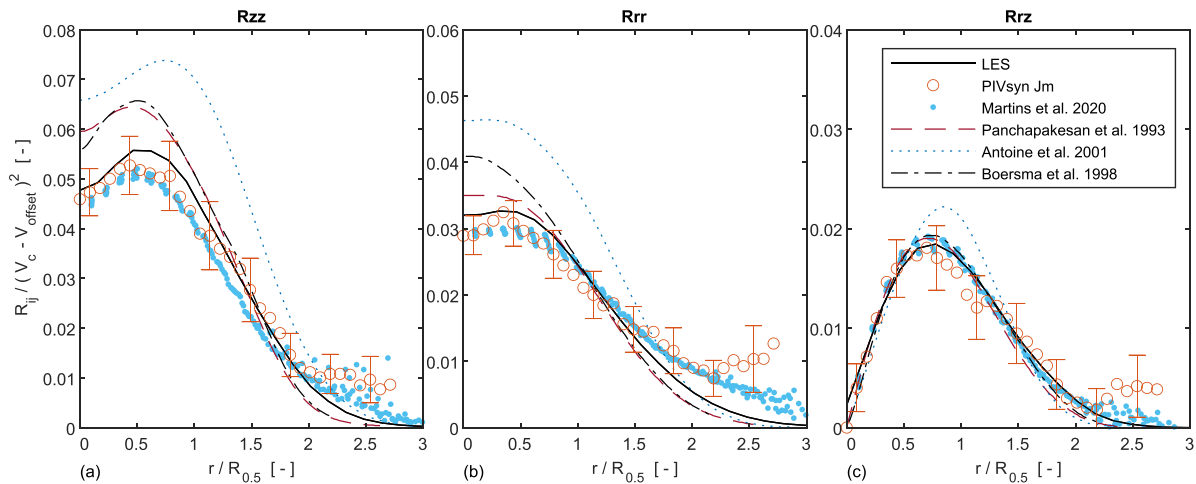 Rzz
Rrr
Rrz
R_ij / ( V_c - V_offset )^2 [ - ]
0.08
0.07
0.06
0.05
0.04
0.03
0.02
0.01
0
0 0.5 1 1.5 2 2.5 3
(a)
r / R_0.5 [ - ]
0.06
0.05
0.04
0.03
0.02
0.01
0
0 0.5 1 1.5 2 2.5 3
(b)
r / R_0.5 [ - ]
0.04
0.03
0.02
0.01
0
0 0.5 1 1.5 2 2.5 3
(c)
r / R_0.5 [ - ]
LES
PIVsyn Jm
Martins et al. 2020
Panchapakesan et al. 1993
Antoine et al. 2001
Boersma et al. 1998